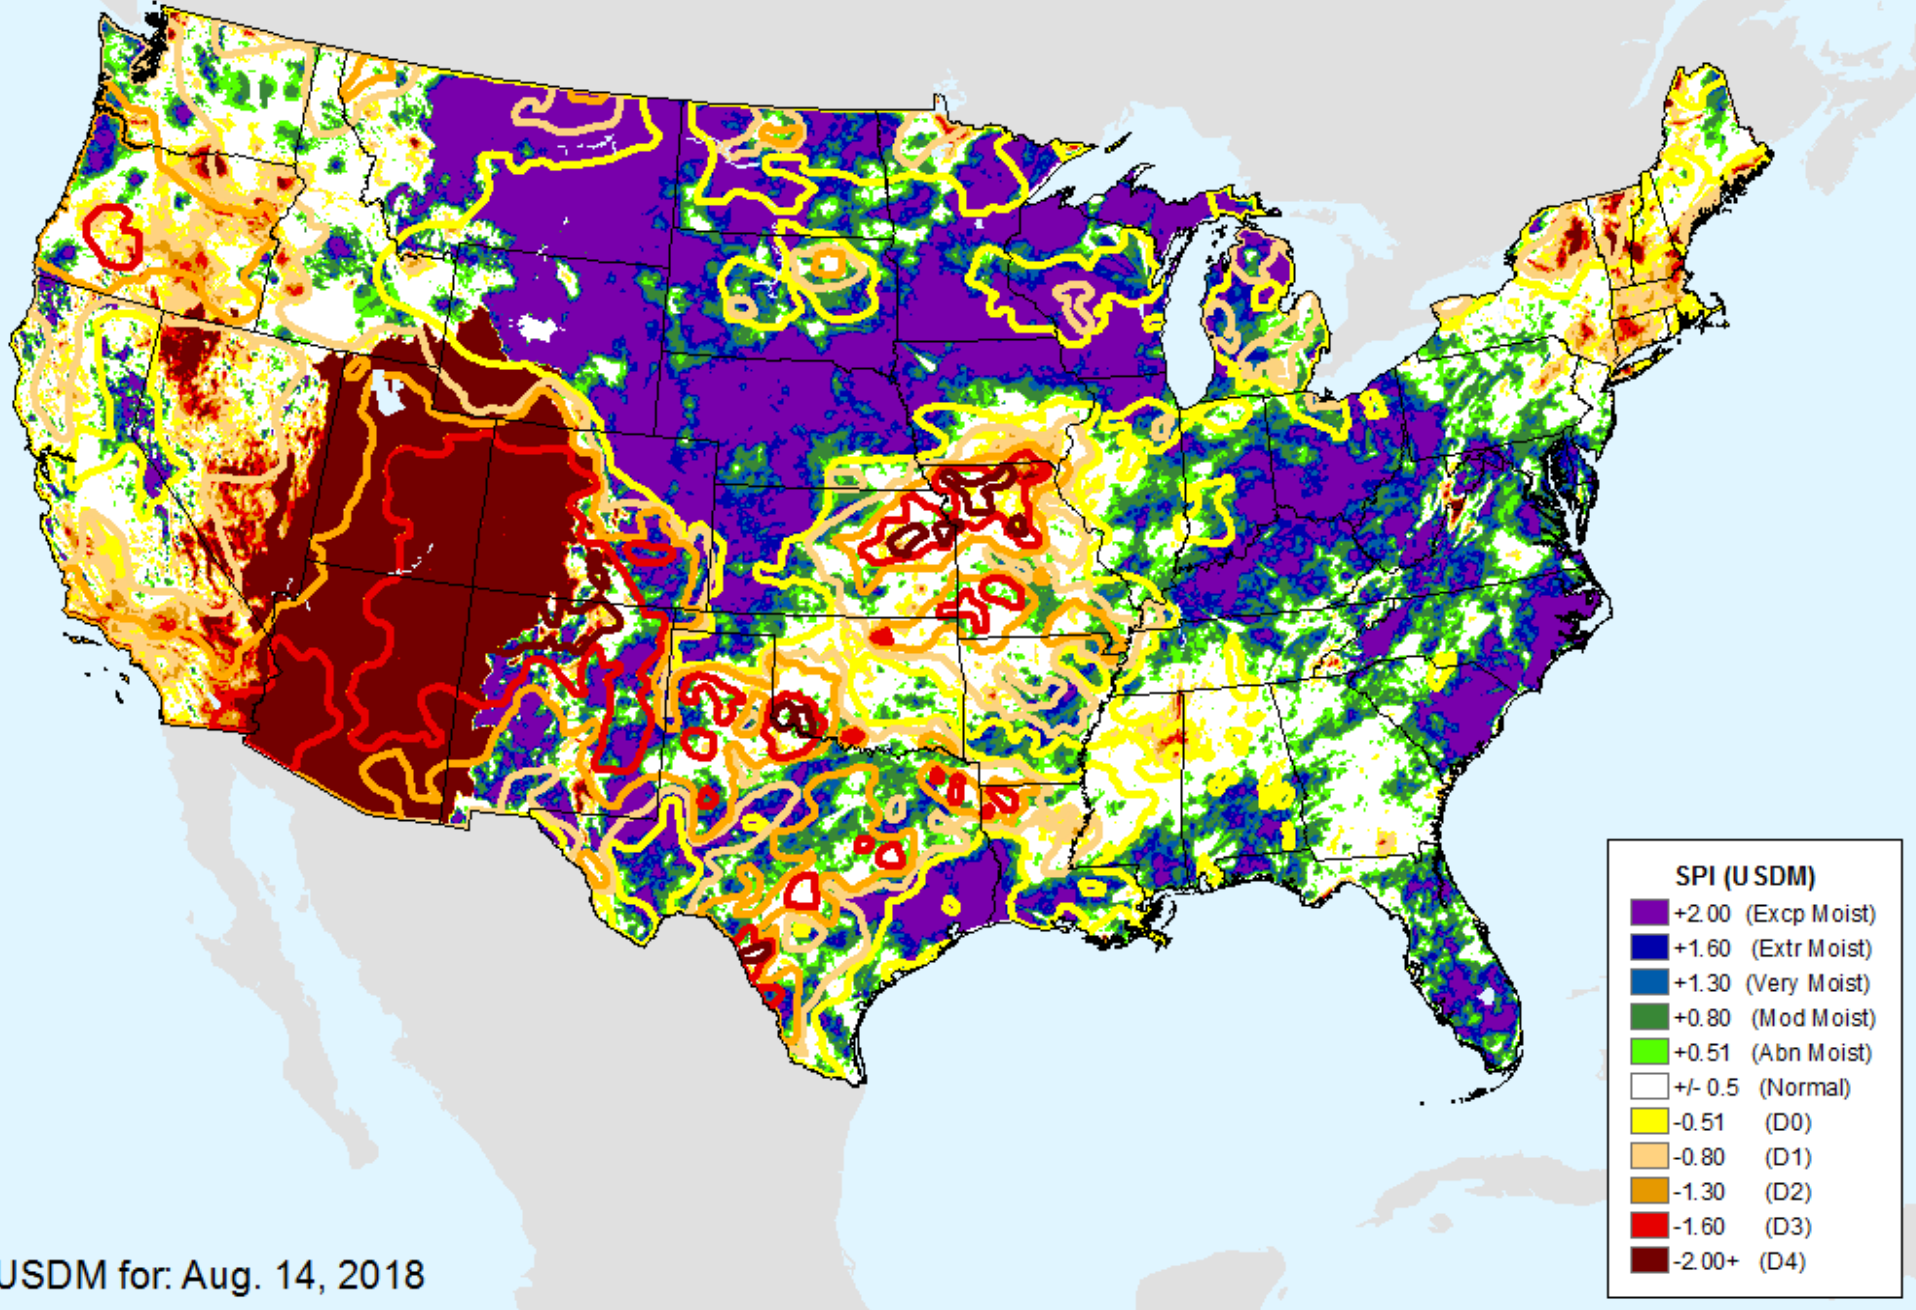 SPI (USDM)
+2.00 (Excp Moist)
+1.60 (Extr Moist)
+1.30 (Very Moist)
+0.80 (Mod Moist)
+0.51 (Abn Moist)
+/- 0.5 (Normal)
-0.51 (D0)
-0.80 (D1)
-1.30 (D2)
-1.60 (D3)
-2.00+ (D4)
USDM for: Aug. 14, 2018